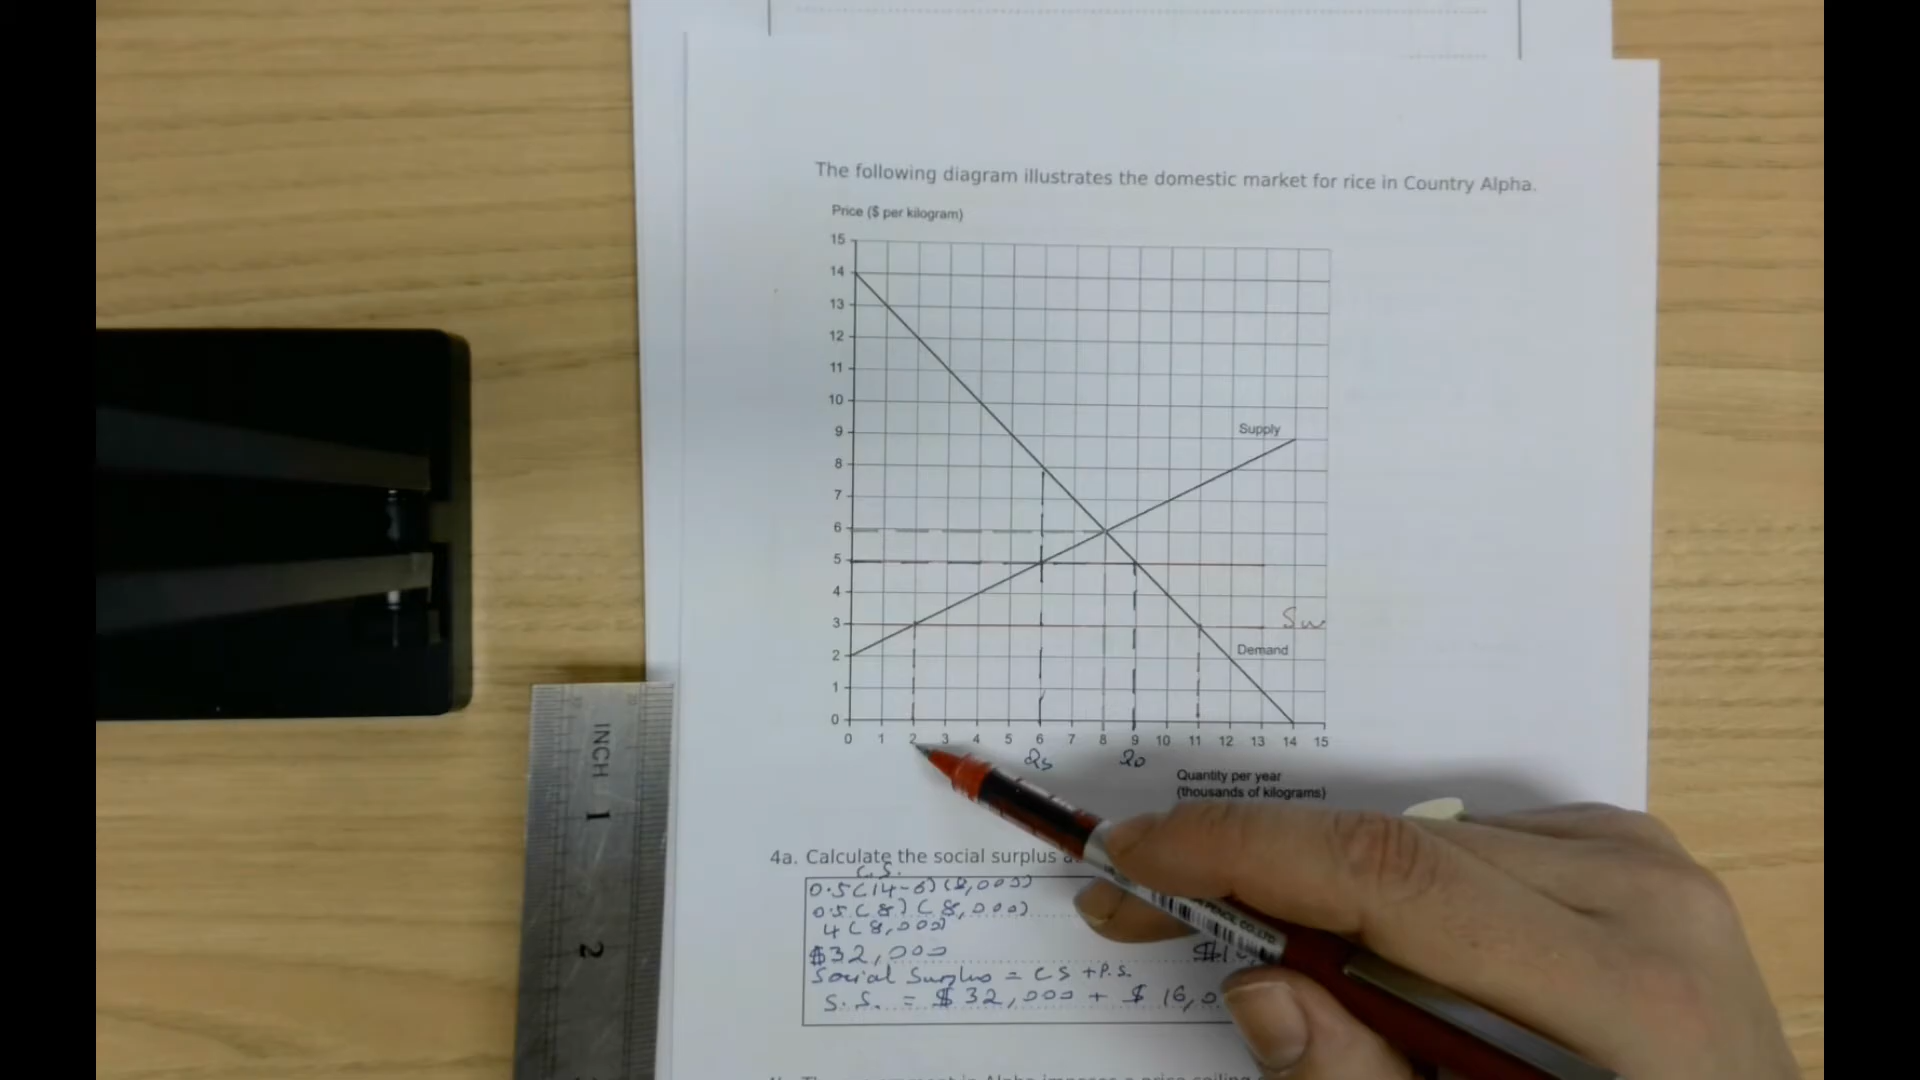 The following diagram illustrates the domestic market for rice in Country Alpha.
Price ($ per kilogram)
15
14
13
12
11
10
9
8
7
6
5
4
3
2
1
0
Supply
Sw
Demand
0 1 2 3 4 5 6 7 8 9 10 11 12 13 14 15
Qs QD
Quantity per year
(thousands of kilograms)
4a. Calculate the social surplus
C.S.
0.5(14-6)(8,000)
0.5(8)(8,000)
4(8,000)
$32,000
Social Surplus = CS + P.S.
S.S. = $32,000 + $16,0
INCH
1
2